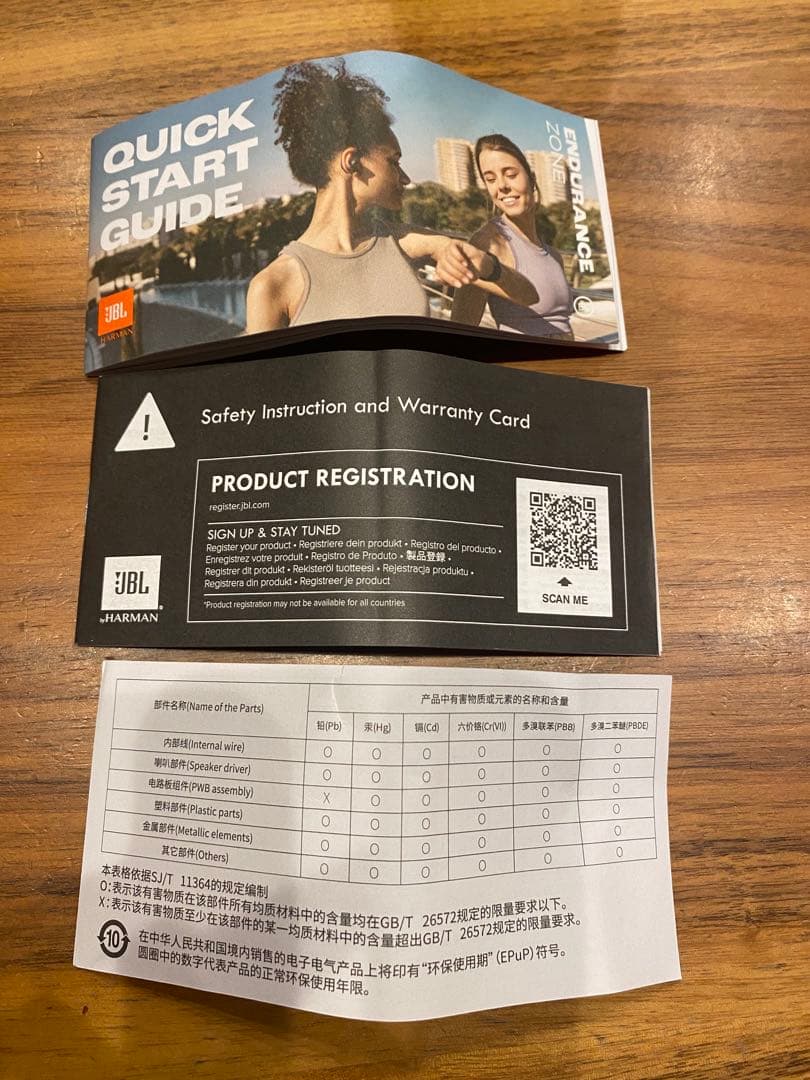 QUICK
START
GUIDE
ENDURANCE
ZONE
JBL
HARMAN
!
Safety Instruction and Warranty Card
PRODUCT REGISTRATION
register.jbl.com
SIGN UP & STAY TUNED
Register your product • Registriere dein produkt • Registro del producto •
Enregistrez votre produit • Registro de Produto • 製品登録 •
Registrer dit produkt • Rekisteröl tuotteesi • Rejestracja produktu •
Registrera din produkt • Registreer je product
*Product registration may not be available for all countries
SCAN ME
JBL
by HARMAN
部件名称(Name of the Parts)
产品中有害物质或元素的名称和含量
铅(Pb) 汞(Hg) 镉(Cd) 六价铬(Cr(VI)) 多溴联苯(PBB) 多溴二苯醚(PBDE)
内部线(Internal wire) O O O O O O
喇叭部件(Speaker driver) O O O O O O
电路板组件(PWB assembly) X O O O O O
塑料部件(Plastic parts) O O O O O O
金属部件(Metallic elements) O O O O O O
其它部件(Others) O O O O O O
本表格依据SJ/T 11364的规定编制
O:表示该有害物质在该部件所有均质材料中的含量均在GB/T 26572规定的限量要求以下。
X:表示该有害物质至少在该部件的某一均质材料中的含量超出GB/T 26572规定的限量要求。
10
在中华人民共和国境内销售的电子电气产品上将印有“环保使用期”(EPuP)符号。
圆圈中的数字代表产品的正常环保使用年限。